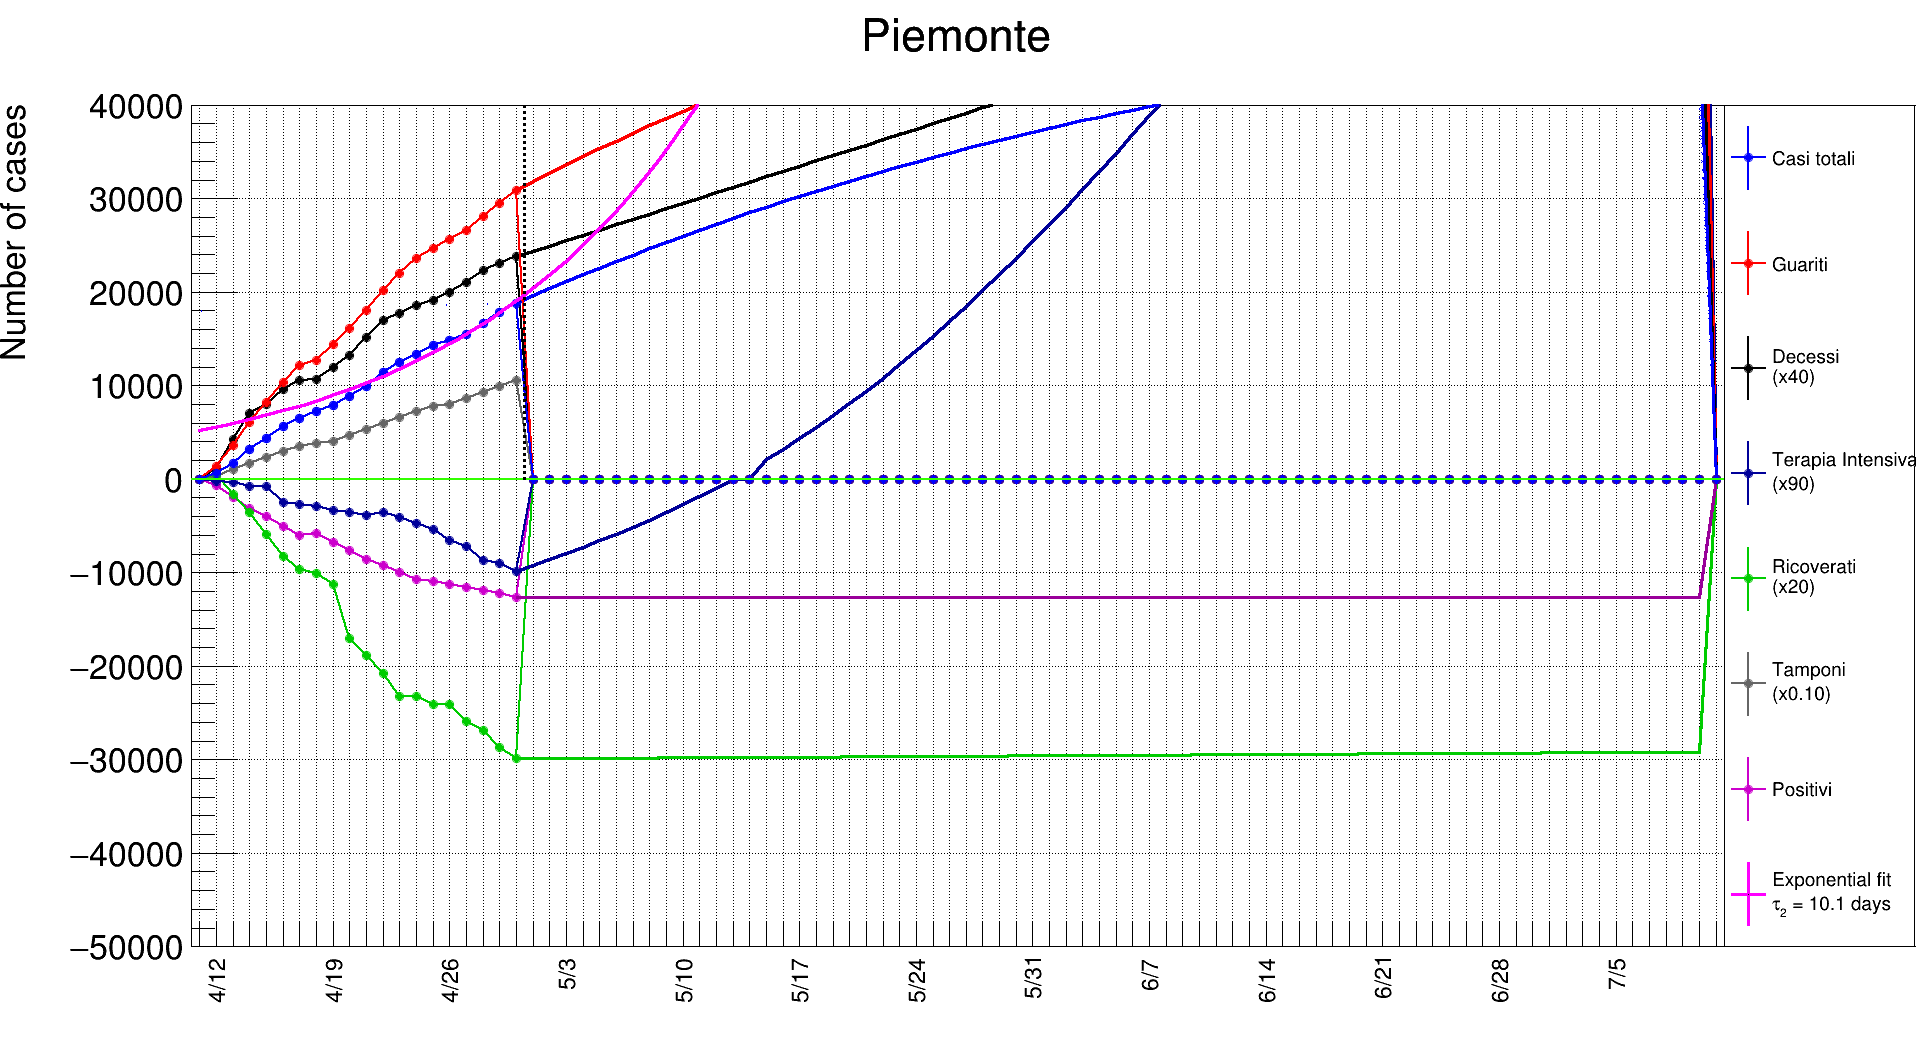 Piemonte
Number of cases
40000
30000
20000
10000
0
−10000
−20000
−30000
−40000
−50000
4/12
4/19
4/26
5/3
5/10
5/17
5/24
5/31
6/7
6/14
6/21
6/28
7/5
Casi totali
Guariti
Decessi
(x40)
Terapia Intensiva
(x90)
Ricoverati
(x20)
Tamponi
(x0.10)
Positivi
Exponential fit
τ2 = 10.1 days